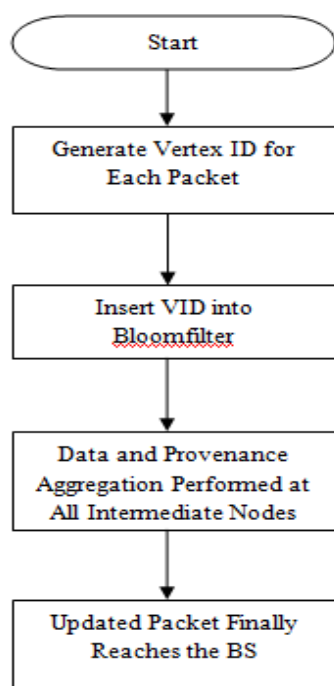 Start
Generate Vertex ID for
Each Packet
Insert VID into
Bloomfilter
Data and Provenance
Aggregation Performed at
All Intermediate Nodes
Updated Packet Finally
Reaches the BS